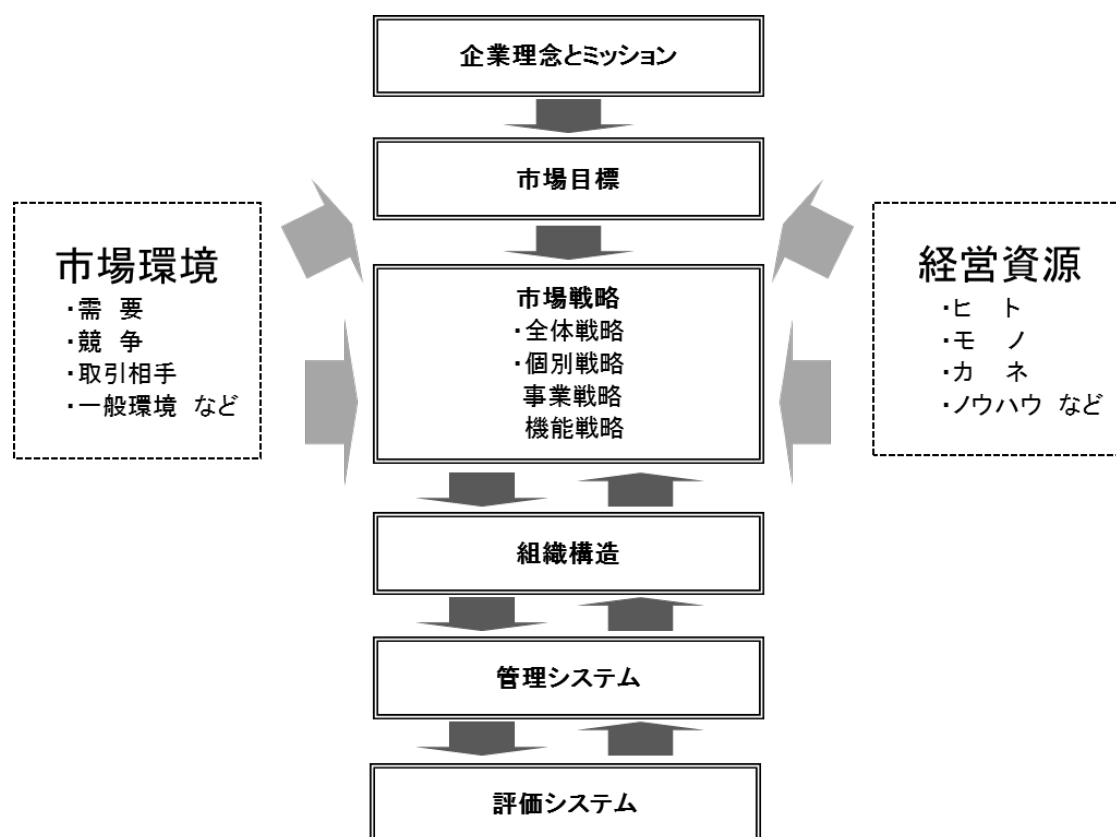 企業理念とミッション
市場目標
市場環境
・需　要
・競　争
・取引相手
・一般環境 など
市場戦略
・全体戦略
・個別戦略
事業戦略
機能戦略
経営資源
・ヒ　ト
・モ　ノ
・カ　ネ
・ノウハウ など
組織構造
管理システム
評価システム